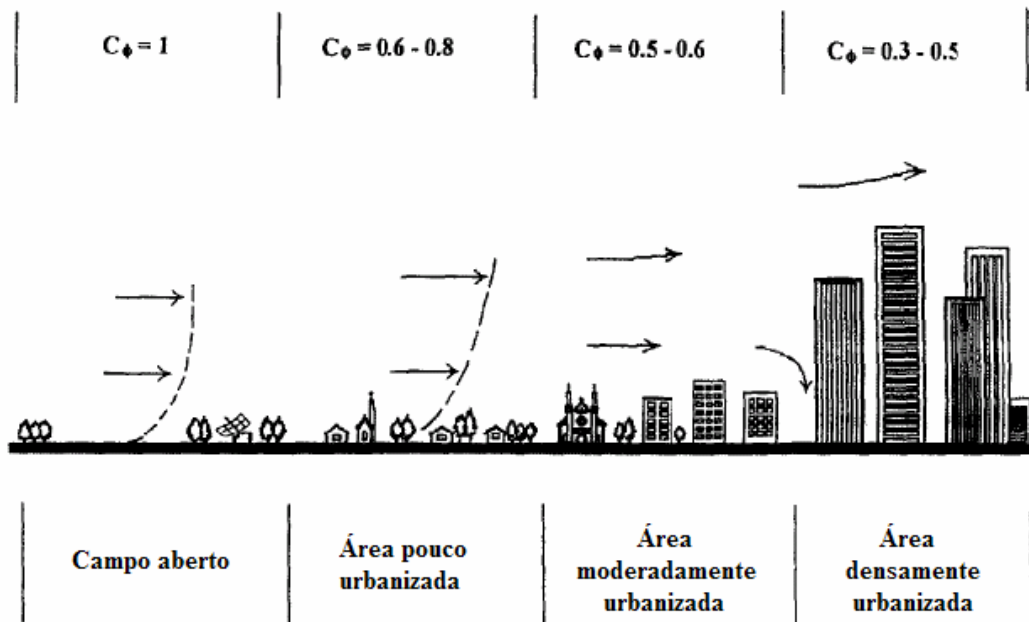 C𝜙 = 1
C𝜙 = 0.6 - 0.8
C𝜙 = 0.5 - 0.6
C𝜙 = 0.3 - 0.5
Campo aberto
Área pouco
urbanizada
Área
moderadamente
urbanizada
Área
densamente
urbanizada